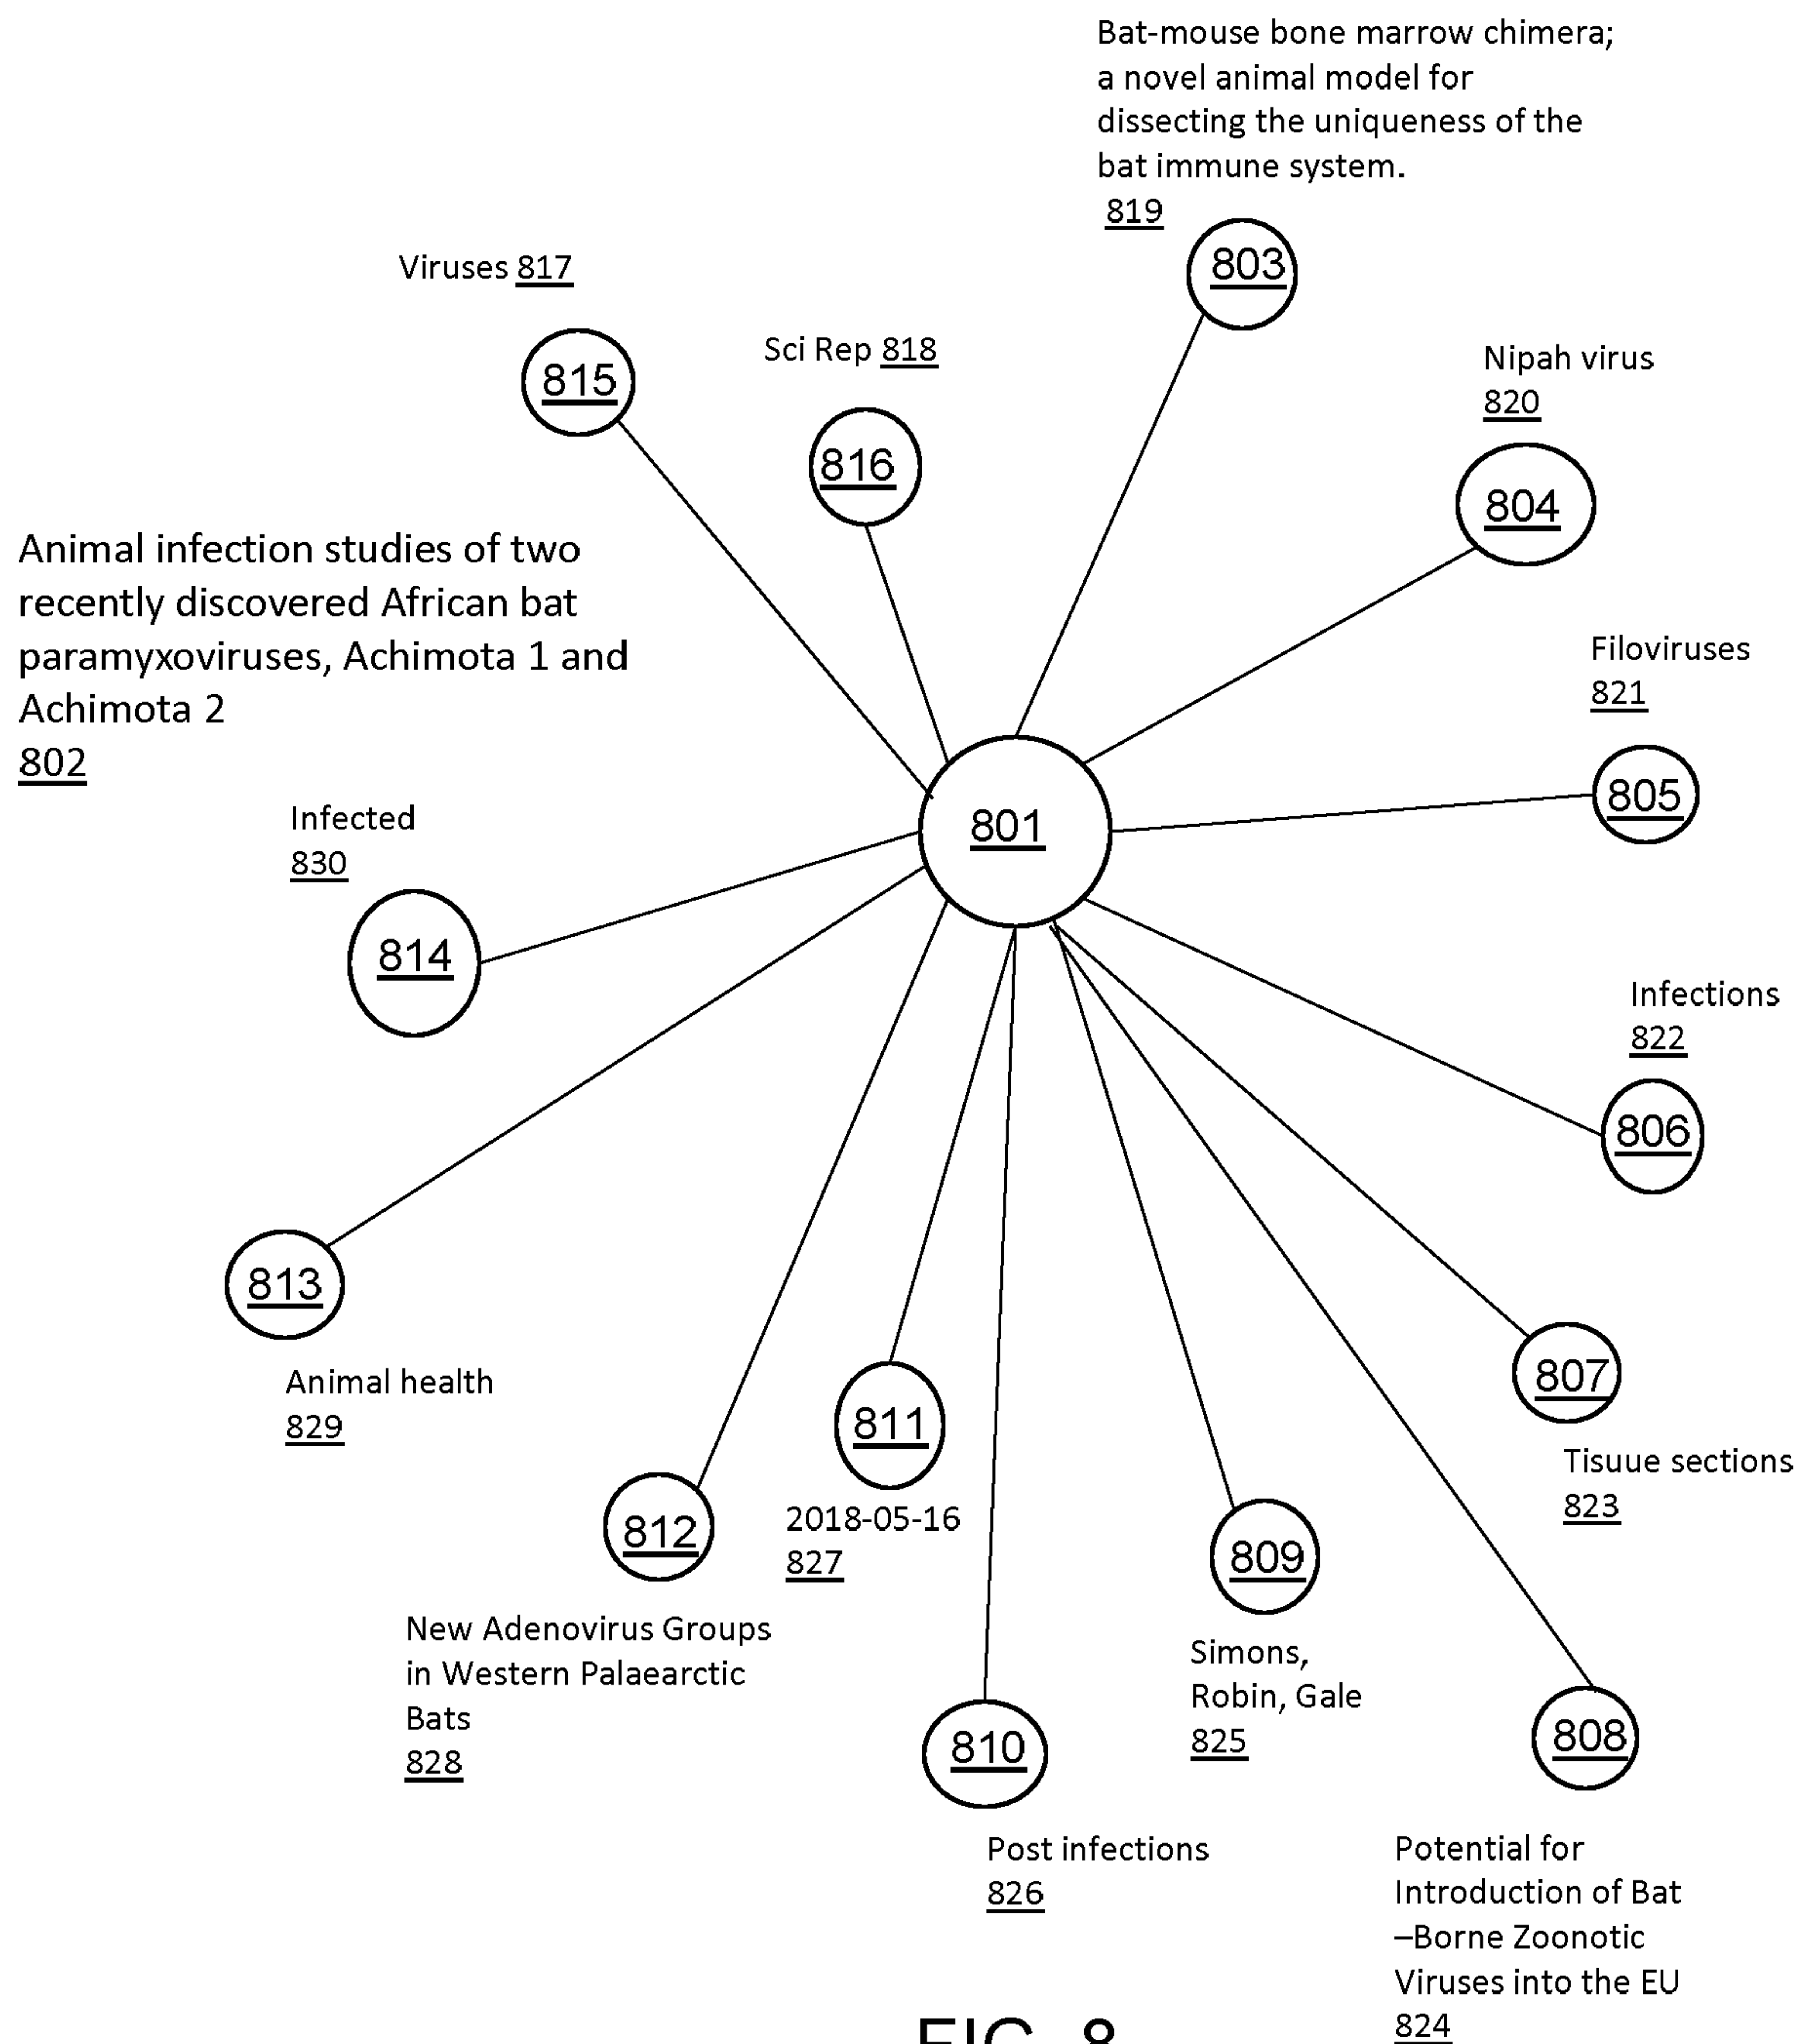 Bat-mouse bone marrow chimera;
a novel animal model for
dissecting the uniqueness of the
bat immune system.
819
803
Viruses 817
815
Sci Rep 818
816
Nipah virus
820
804
Animal infection studies of two
recently discovered African bat
paramyxoviruses, Achimota 1 and
Achimota 2
802
Filoviruses
821
805
801
Infected
830
814
Infections
822
806
813
Animal health
829
807
Tisuue sections
823
811
2018-05-16
827
812
New Adenovirus Groups
in Western Palaearctic
Bats
828
809
Simons,
Robin, Gale
825
810
Post infections
826
808
Potential for
Introduction of Bat
–Borne Zoonotic
Viruses into the EU
824
FIG. 8